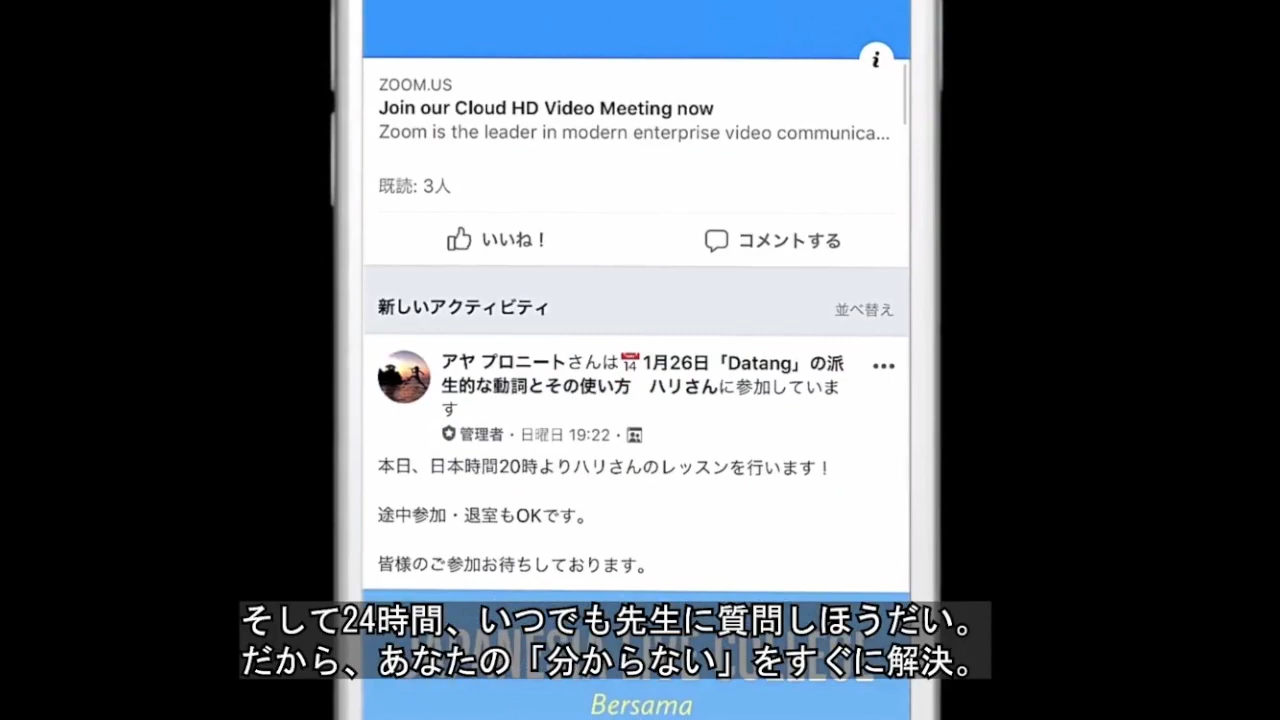 ZOOM.US
Join our Cloud HD Video Meeting now
Zoom is the leader in modern enterprise video communica...
既読: 3人
いいね！
コメントする
新しいアクティビティ
並べ替え
アヤ プロニートさんは📅1月26日「Datang」の派
生的な動詞とその使い方　ハリさんに参加していま
す
管理者・日曜日 19:22・
本日、日本時間20時よりハリさんのレッスンを行います！
途中参加・退室もOKです。
皆様のご参加お待ちしております。
そして24時間、いつでも先生に質問しほうだい。
だから、あなたの「分からない」をすぐに解決。
Bersama